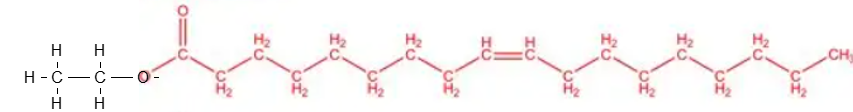 O
H₂ H₂ H₂ H H H₂ H₂ H₂
H H C C C C C C C C C CH₃
H - C - C - O - C C C C C C C C
H H H₂ H₂ H₂ H₂ H₂ H₂ H₂ H₂